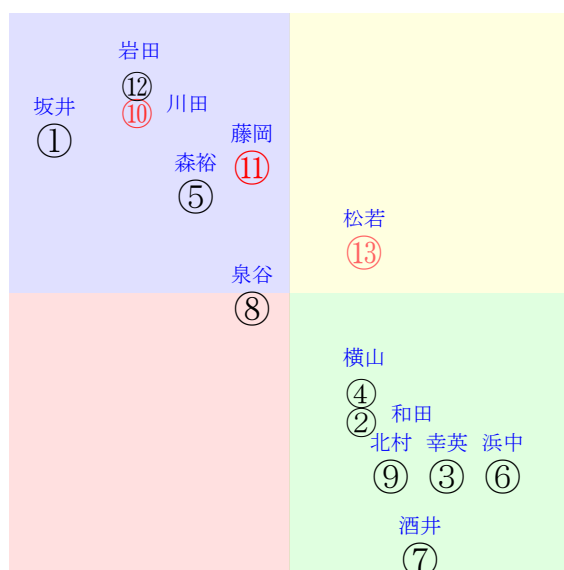 岩田
⑫
⑩
川田
坂井
①
藤岡
⑪
森裕
⑤
松若
⑬
泉谷
⑧
横山
④
②
和田
北村
⑨
幸英
③
浜中
⑥
酒井
⑦